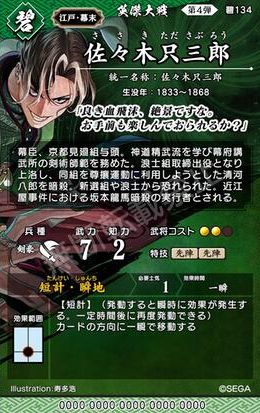 碧
江戸・幕末
英傑大戦
第4弾
碧134
ささきたださぶろう
佐々木只三郎
統一名称：佐々木只三郎
生没年：1833〜1868
「良き血飛沫、絶景ですな。
お手前も楽しんでおられるか?」
幕臣、京都見廻組与頭。神道精武流を学び幕府講
武所の剣術師範を務めた。浪士組取締出役となり
上洛し、同組を尊攘運動に利用しようとした清河
八郎を暗殺。新選組や浪士から恐れられた。近江
屋事件における坂本龍馬暗殺の実行者とされる。
兵種 武力 知力 武将コスト
剣豪 7 2 特技 先陣 先陣
たんけい しゅんち
短計・瞬地
必要士気 効果時間
1 一瞬
効果範囲
【短計】（発動すると瞬時に効果が発生す
る。一定時間後に再度発動できる）
カードの方向に一瞬で移動する
Illustration:寿多浩
©SEGA
0000-0000-0000-0000-0000